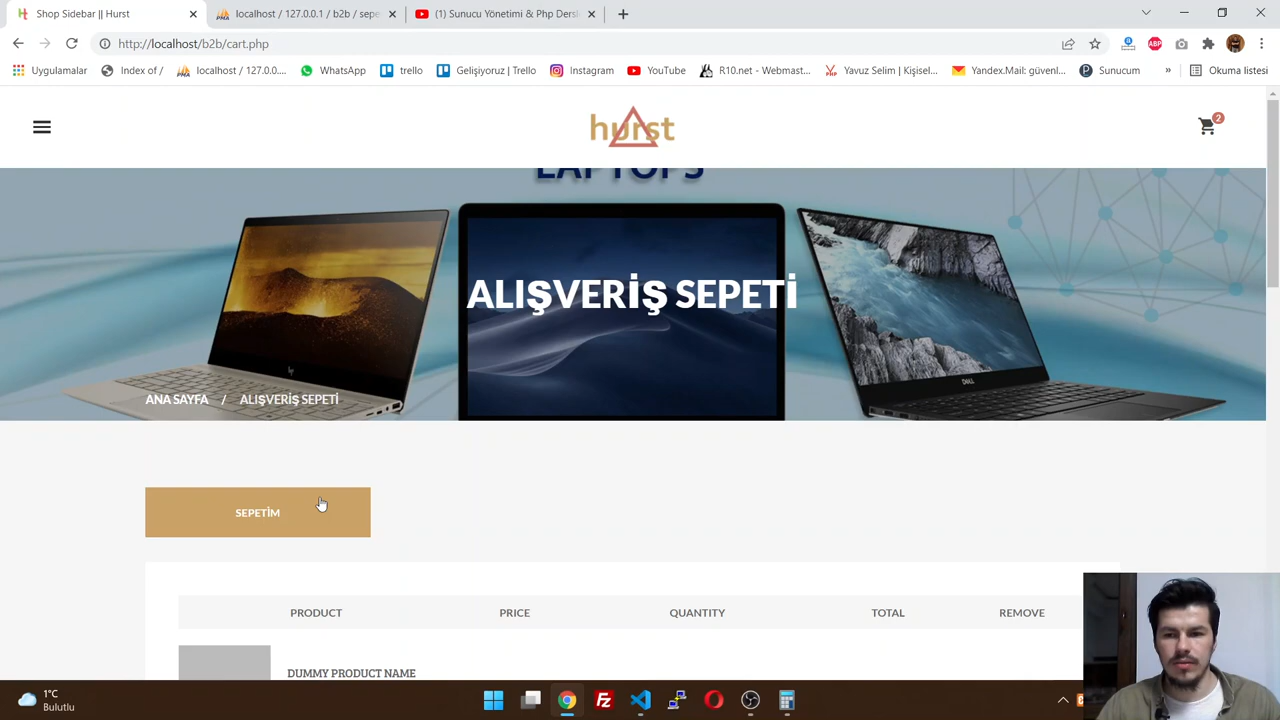 Shop Sidebar || Hurst
localhost / 127.0.0.1 / b2b / sepe
(1) Sunucu Yönetimi & Php Dersl
http://localhost/b2b/cart.php
Uygulamalar
Index of /
localhost / 127.0.0....
WhatsApp
trello
Gelişiyoruz | Trello
Instagram
YouTube
R10.net - Webmast...
Yavuz Selim | Kişisel...
Yandex.Mail: güvenl...
Sunucum
»
Okuma listesi
ABP
hurst
2
LAPTOPS
ALIŞVERİŞ SEPETİ
ANA SAYFA / ALIŞVERİŞ SEPETİ
SEPETİM
PRODUCT PRICE QUANTITY TOTAL REMOVE
DUMMY PRODUCT NAME
1°C
Bulutlu